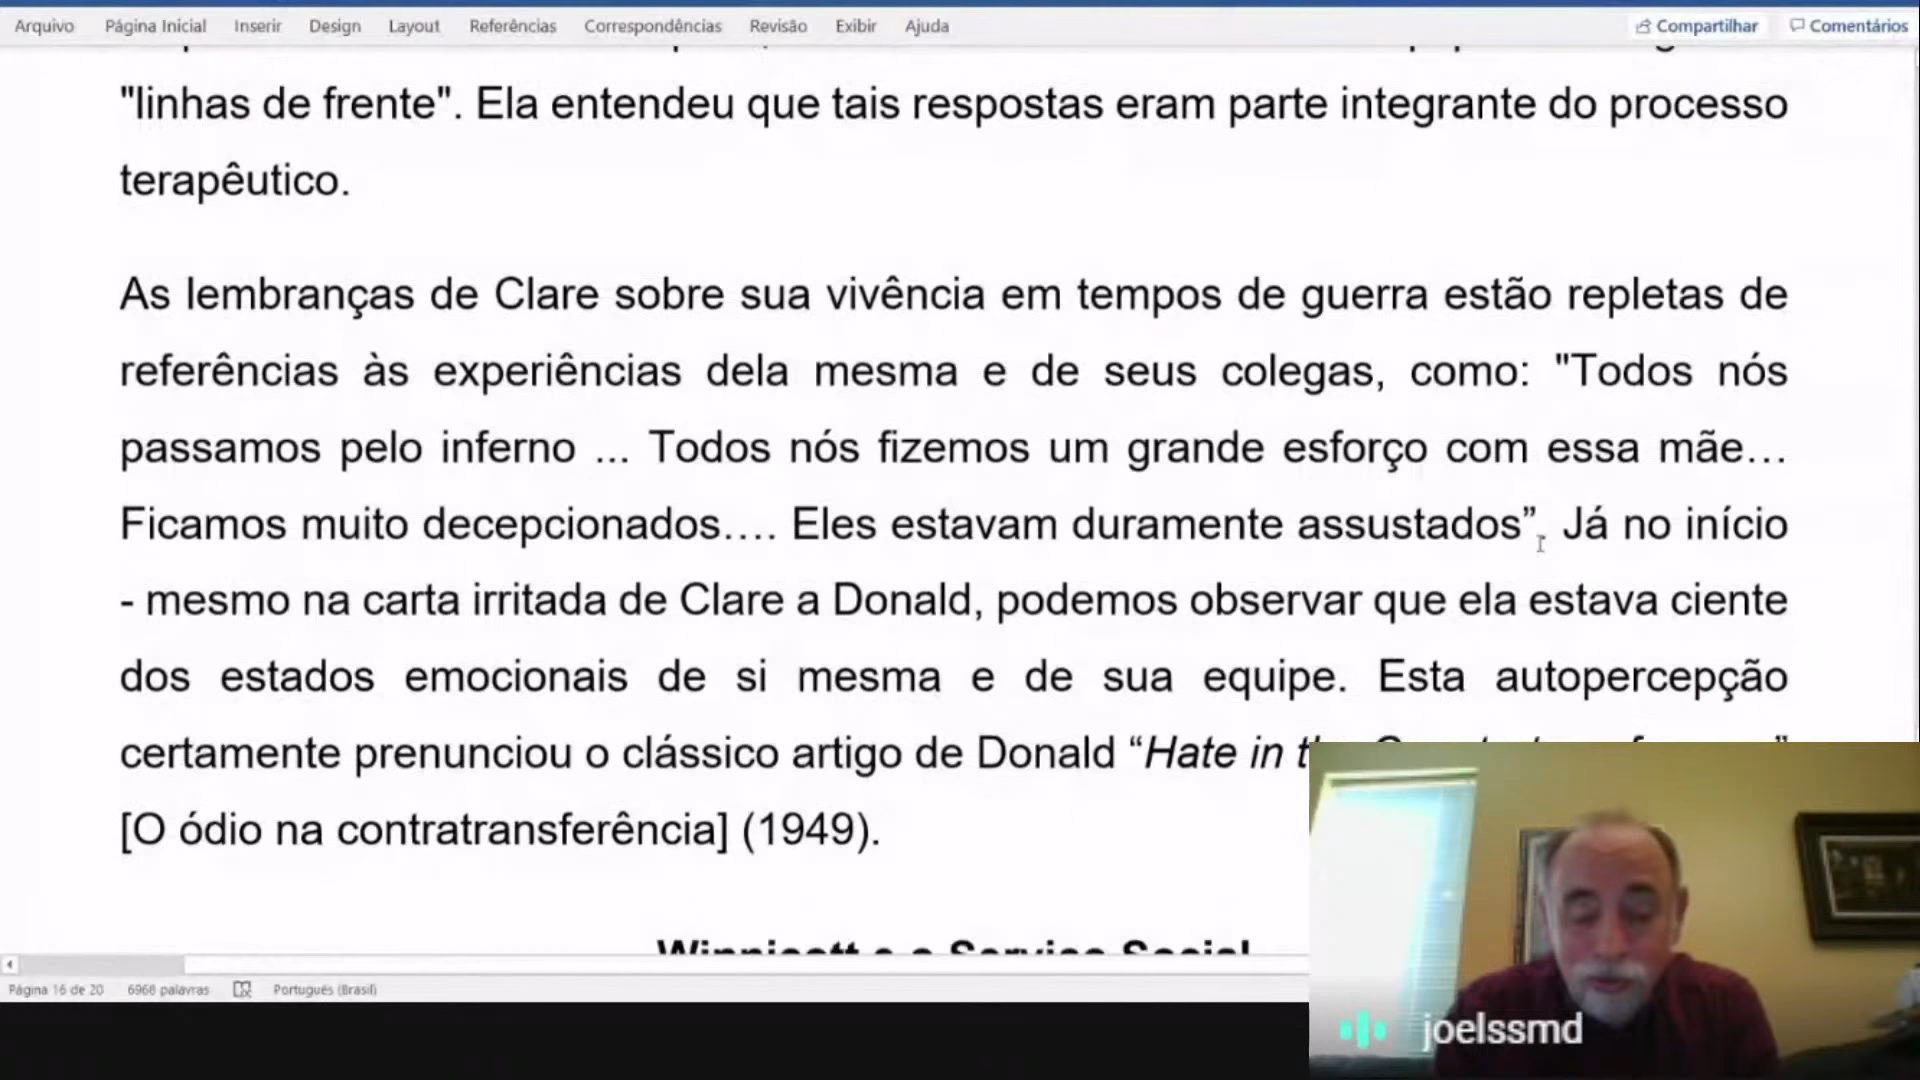 Arquivo Página Inicial Inserir Design Layout Referências Correspondências Revisão Exibir Ajuda Compartilhar Comentários
"linhas de frente". Ela entendeu que tais respostas eram parte integrante do processo
terapêutico.
As lembranças de Clare sobre sua vivência em tempos de guerra estão repletas de
referências às experiências dela mesma e de seus colegas, como: "Todos nós
passamos pelo inferno ... Todos nós fizemos um grande esforço com essa mãe…
Ficamos muito decepcionados…. Eles estavam duramente assustados”. Já no início
- mesmo na carta irritada de Clare a Donald, podemos observar que ela estava ciente
dos estados emocionais de si mesma e de sua equipe. Esta autopercepção
certamente prenunciou o clássico artigo de Donald “Hate in
[O ódio na contratransferência] (1949).
Winnicott e o Serviço Social
Página 16 de 20 6968 palavras Português (Brasil)
joelssmd